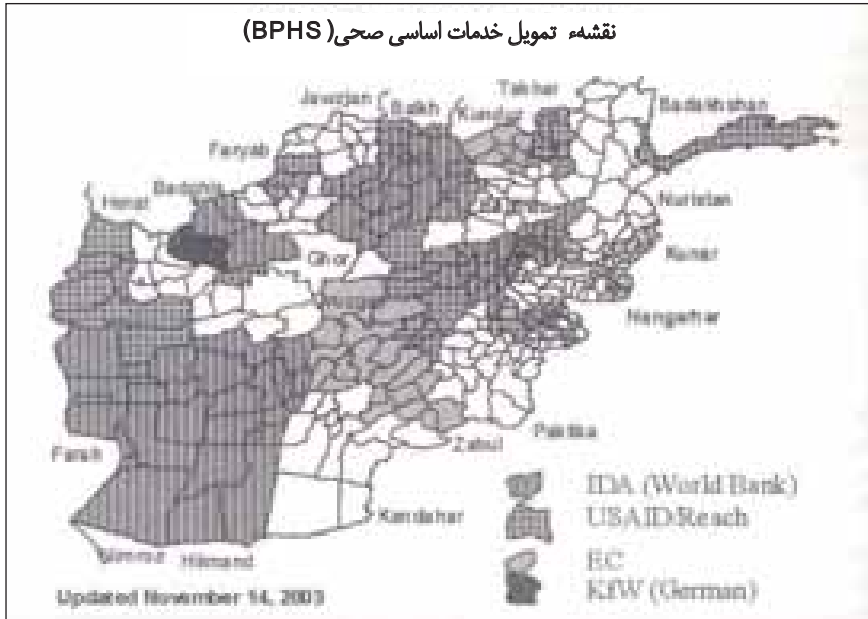 نقشهء تمویل خدمات اساسی صحی (BPHS)
Takhar
Jawzjan Balkh Kunduz Badakhshan
Faryab
Badghis
Herat Nuristan
Ghor Kunar
Nangarhar
Paktika
Zabul
Farah
Kandahar
Nimroz Hilmand
IDA (World Bank)
USAID/Reach
EC
KfW (German)
Updated November 14, 2003